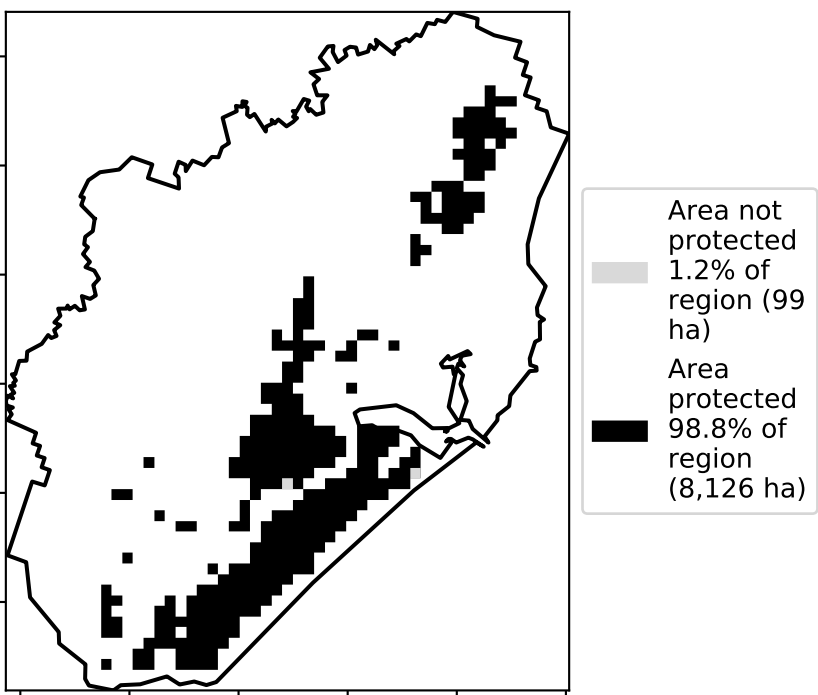 Area not
protected
1.2% of
region (99
ha)
Area
protected
98.8% of
region
(8,126 ha)